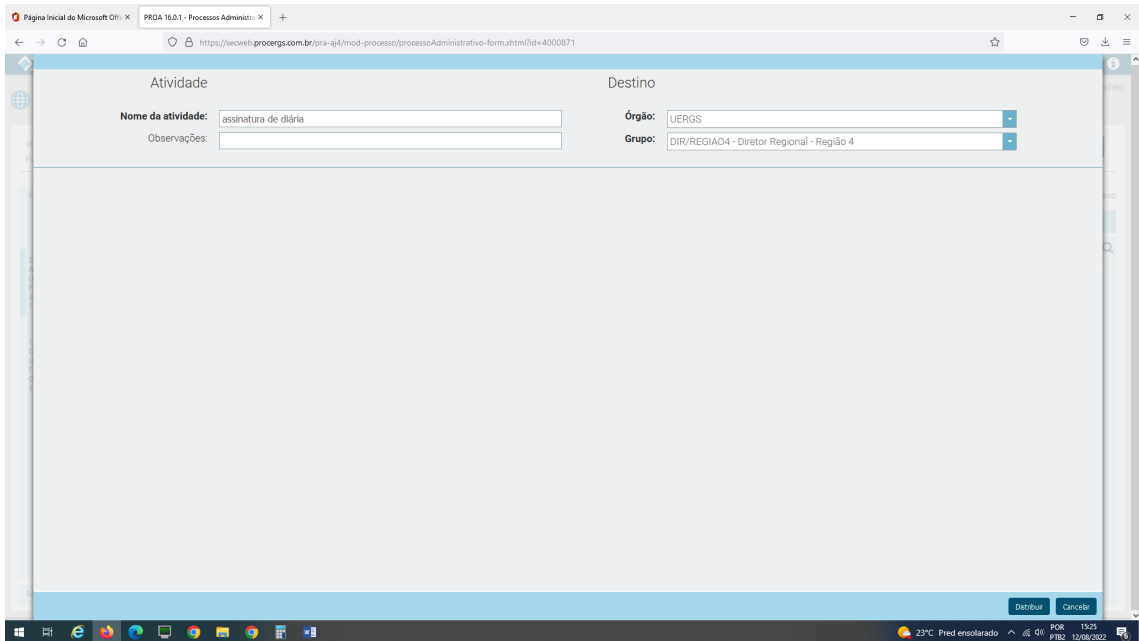 Página Inicial do Microsoft Offic
PROA 16.0.1 - Processos Administra
https://secweb.procergs.com.br/pra-aj4/mod-processo/processoAdministrativo-form.xhtml?id=4000871
Atividade
Destino
Nome da atividade: assinatura de diária
Órgão: UERGS
Observações:
Grupo: DIR/REGIAO4 - Diretor Regional - Região 4
Distribuir Cancelar
23°C Pred ensolarado
POR 15:25
PTB2 12/08/2022